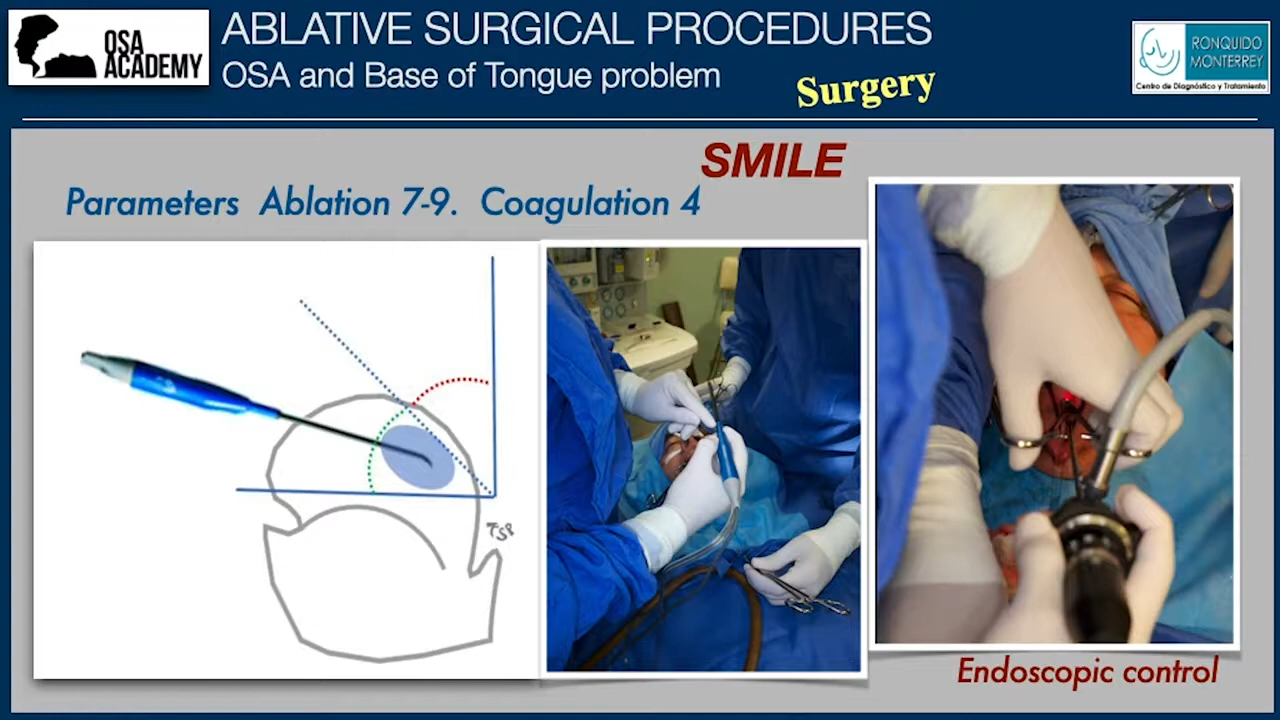 OSA
ACADEMY
ABLATIVE SURGICAL PROCEDURES
OSA and Base of Tongue problem
Surgery
RONQUIDO
MONTERREY
Centro de Diagnóstico y Tratamiento
SMILE
Parameters Ablation 7-9. Coagulation 4
Endoscopic control